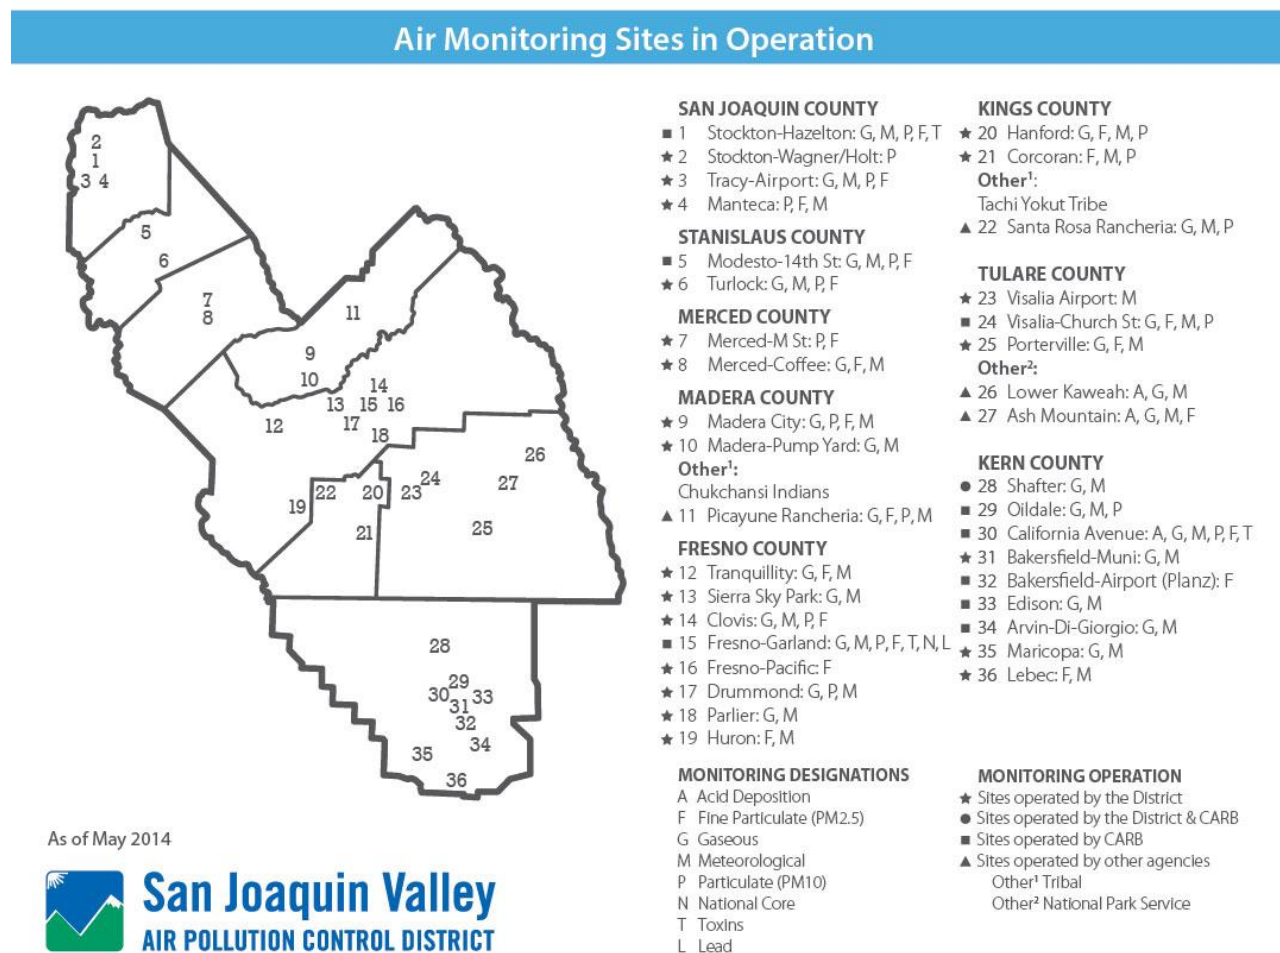 Air Monitoring Sites in Operation
2
1
3 4
5
6
7
8
11
9
10
14
13 15 16
12
17
18
26
24
27
22 20 23
19
21
25
28
29
30 33
31
32
34
35
36
SAN JOAQUIN COUNTY
■ 1 Stockton-Hazelton: G, M, P, F, T
★ 2 Stockton-Wagner/Holt: P
★ 3 Tracy-Airport: G, M, P, F
★ 4 Manteca: P, F, M
STANISLAUS COUNTY
■ 5 Modesto-14th St: G, M, P, F
★ 6 Turlock: G, M, P, F
MERCED COUNTY
★ 7 Merced-M St: P, F
★ 8 Merced-Coffee: G, F, M
MADERA COUNTY
★ 9 Madera City: G, P, F, M
★ 10 Madera-Pump Yard: G, M
Other¹:
Chukchansi Indians
▲ 11 Picayune Rancheria: G, F, P, M
FRESNO COUNTY
★ 12 Tranquillity: G, F, M
★ 13 Sierra Sky Park: G, M
★ 14 Clovis: G, M, P, F
■ 15 Fresno-Garland: G, M, P, F, T, N, L
★ 16 Fresno-Pacific: F
★ 17 Drummond: G, P, M
★ 18 Parlier: G, M
★ 19 Huron: F, M
KINGS COUNTY
★ 20 Hanford: G, F, M, P
★ 21 Corcoran: F, M, P
Other¹:
Tachi Yokut Tribe
▲ 22 Santa Rosa Rancheria: G, M, P
TULARE COUNTY
★ 23 Visalia Airport: M
■ 24 Visalia-Church St: G, F, M, P
★ 25 Porterville: G, F, M
Other²:
▲ 26 Lower Kaweah: A, G, M
▲ 27 Ash Mountain: A, G, M, F
KERN COUNTY
● 28 Shafter: G, M
■ 29 Oildale: G, M, P
■ 30 California Avenue: A, G, M, P, F, T
★ 31 Bakersfield-Muni: G, M
■ 32 Bakersfield-Airport (Planz): F
■ 33 Edison: G, M
■ 34 Arvin-Di-Giorgio: G, M
★ 35 Maricopa: G, M
★ 36 Lebec: F, M
MONITORING DESIGNATIONS
A Acid Deposition
F Fine Particulate (PM2.5)
G Gaseous
M Meteorological
P Particulate (PM10)
N National Core
T Toxins
L Lead
MONITORING OPERATION
★ Sites operated by the District
● Sites operated by the District & CARB
■ Sites operated by CARB
▲ Sites operated by other agencies
Other¹ Tribal
Other² National Park Service
As of May 2014
San Joaquin Valley
AIR POLLUTION CONTROL DISTRICT